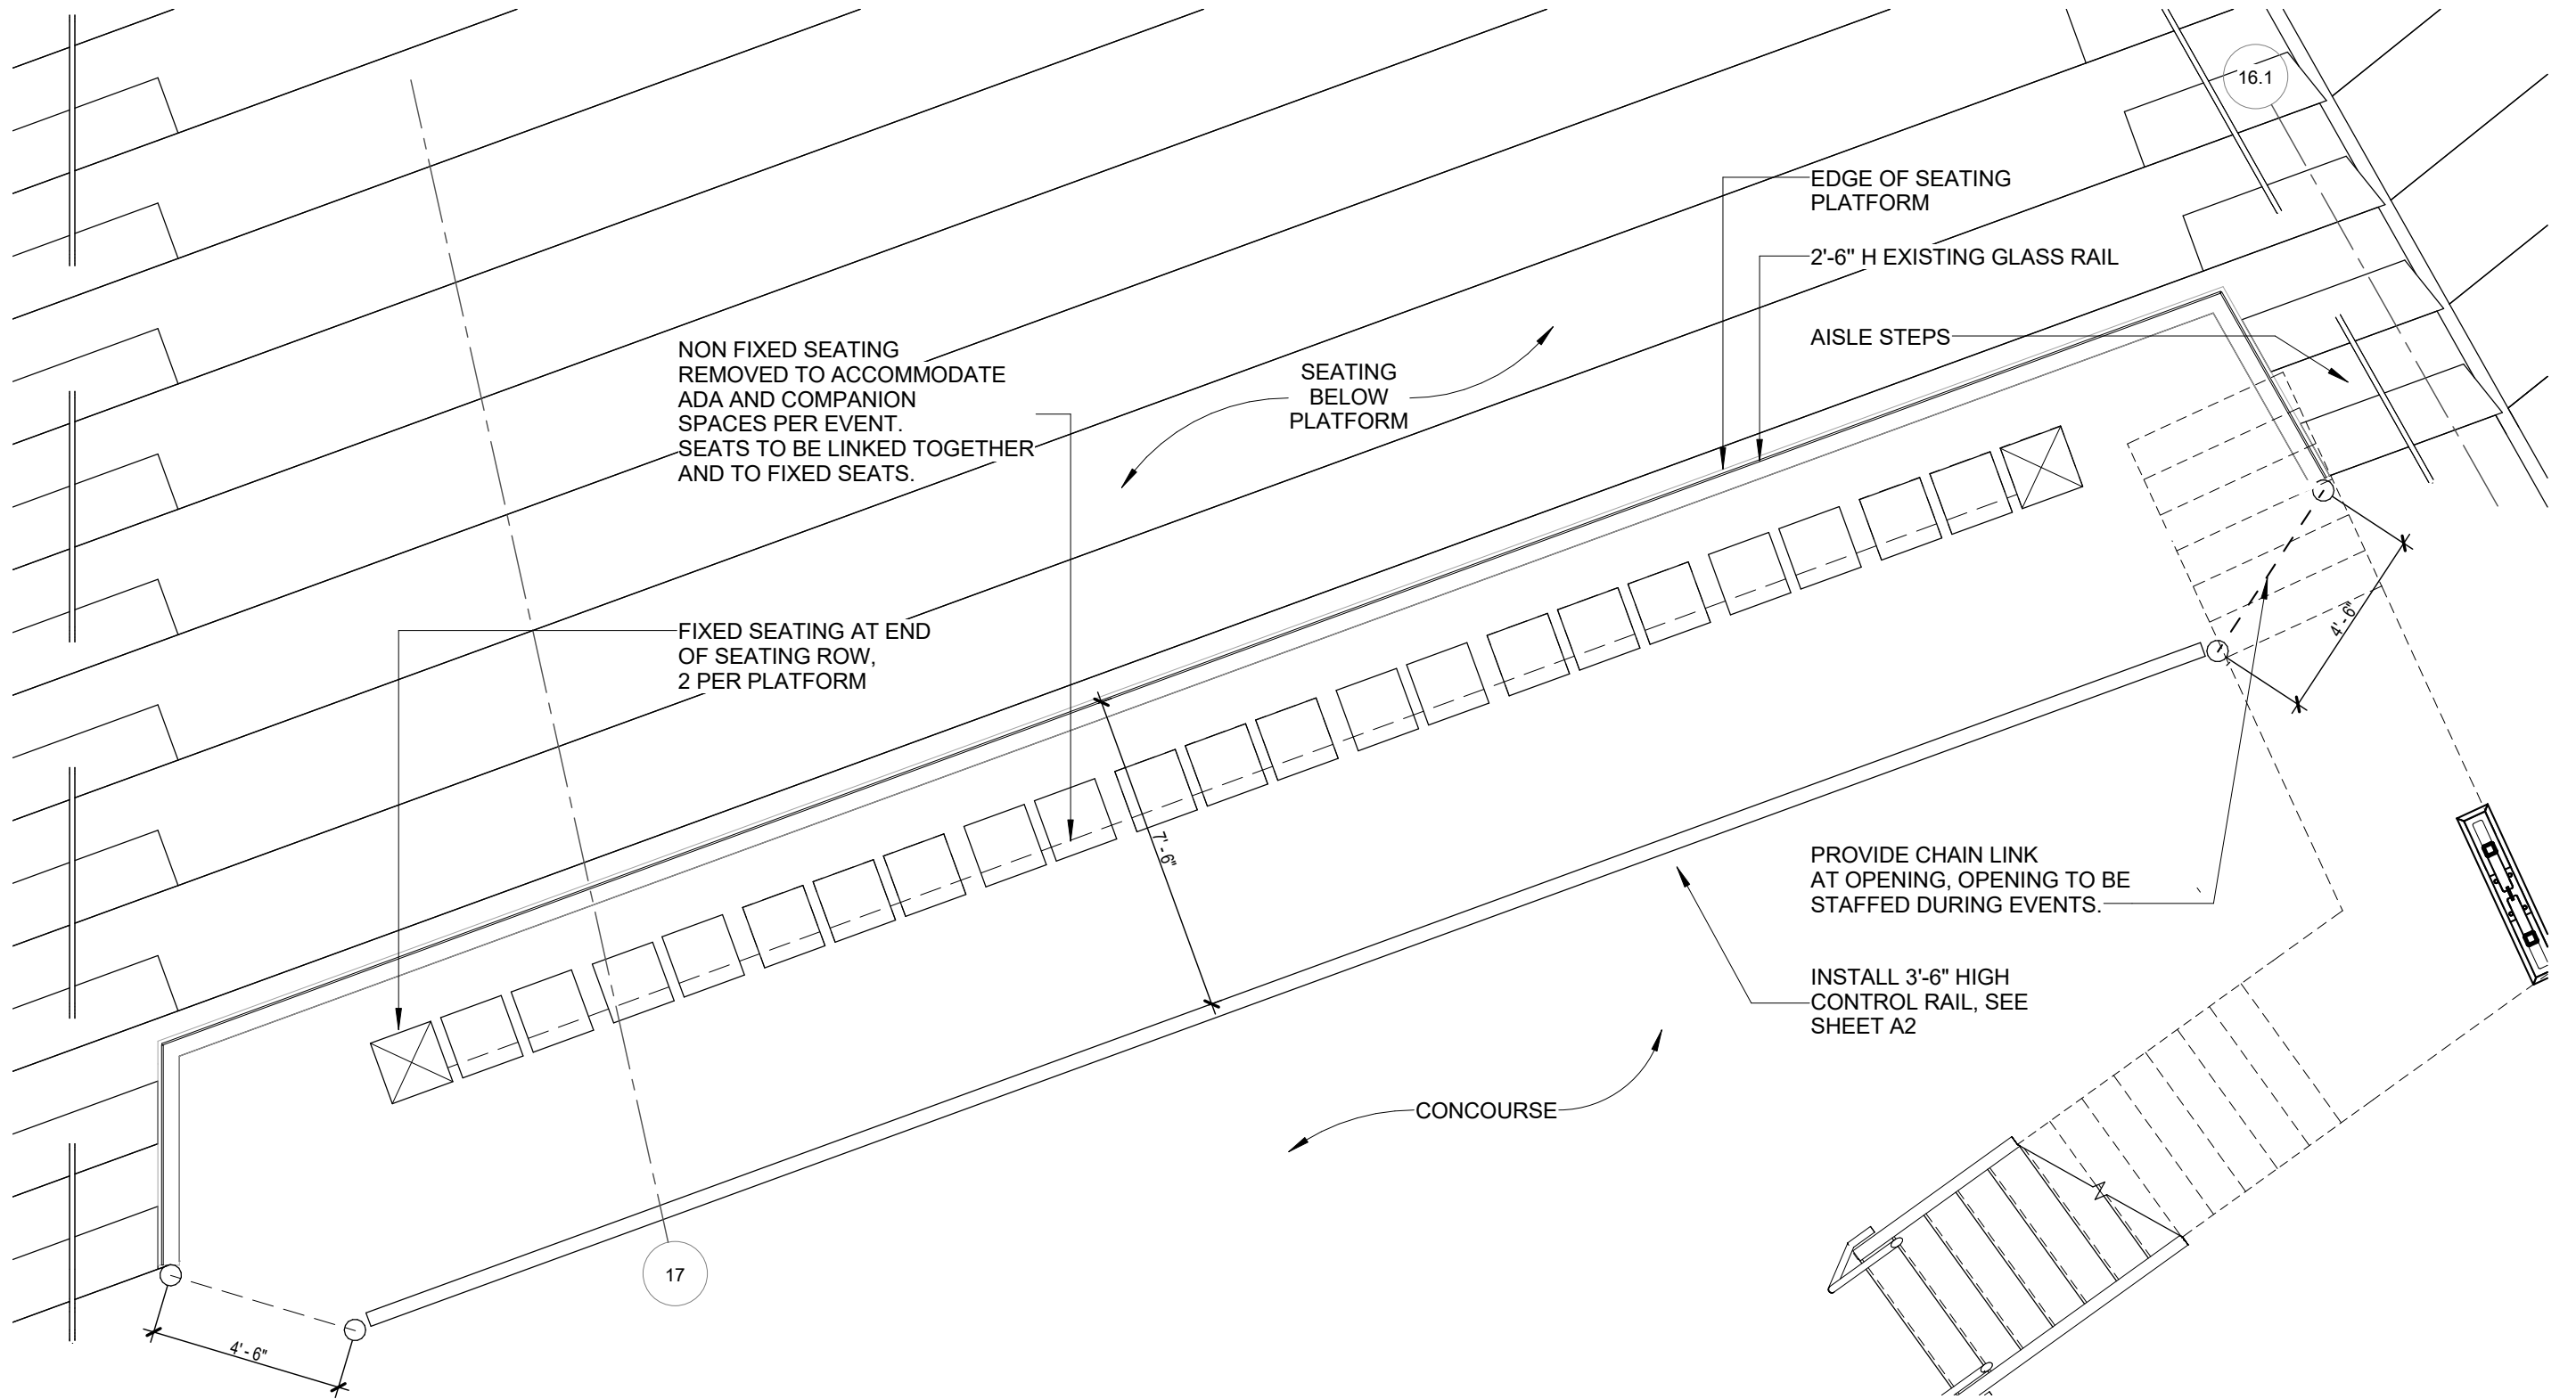 16.1
EDGE OF SEATING
PLATFORM
2'-6" H EXISTING GLASS RAIL
AISLE STEPS
NON FIXED SEATING
REMOVED TO ACCOMMODATE
ADA AND COMPANION
SPACES PER EVENT.
SEATS TO BE LINKED TOGETHER
AND TO FIXED SEATS.
SEATING
BELOW
PLATFORM
FIXED SEATING AT END
OF SEATING ROW,
2 PER PLATFORM
4'-6"
7'-6"
PROVIDE CHAIN LINK
AT OPENING, OPENING TO BE
STAFFED DURING EVENTS.
INSTALL 3'-6" HIGH
CONTROL RAIL, SEE
SHEET A2
CONCOURSE
17
4'-6"